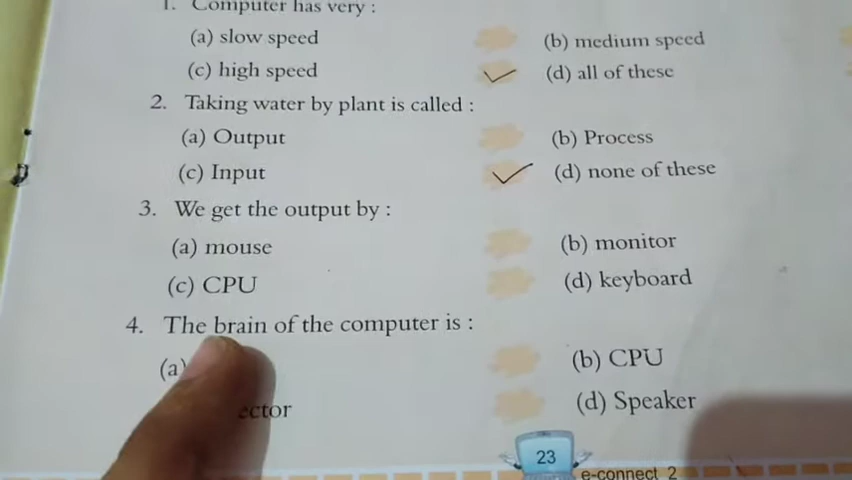 1. Computer has very :
(a) slow speed (b) medium speed
(c) high speed (d) all of these
2. Taking water by plant is called :
(a) Output (b) Process
(c) Input (d) none of these
3. We get the output by :
(a) mouse (b) monitor
(c) CPU (d) keyboard
4. The brain of the computer is :
(a) (b) CPU
ector (d) Speaker
23
e-connect 2